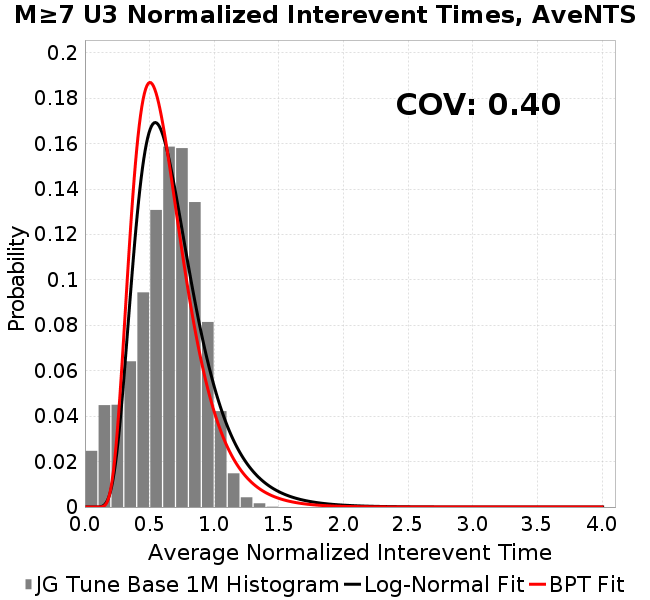 M≥7 U3 Normalized Interevent Times, AveNTS
COV: 0.40
Probability
0.2
0.18
0.16
0.14
0.12
0.1
0.08
0.06
0.04
0.02
0
0.0 0.5 1.0 1.5 2.0 2.5 3.0 3.5 4.0
Average Normalized Interevent Time
JG Tune Base 1M Histogram Log-Normal Fit BPT Fit